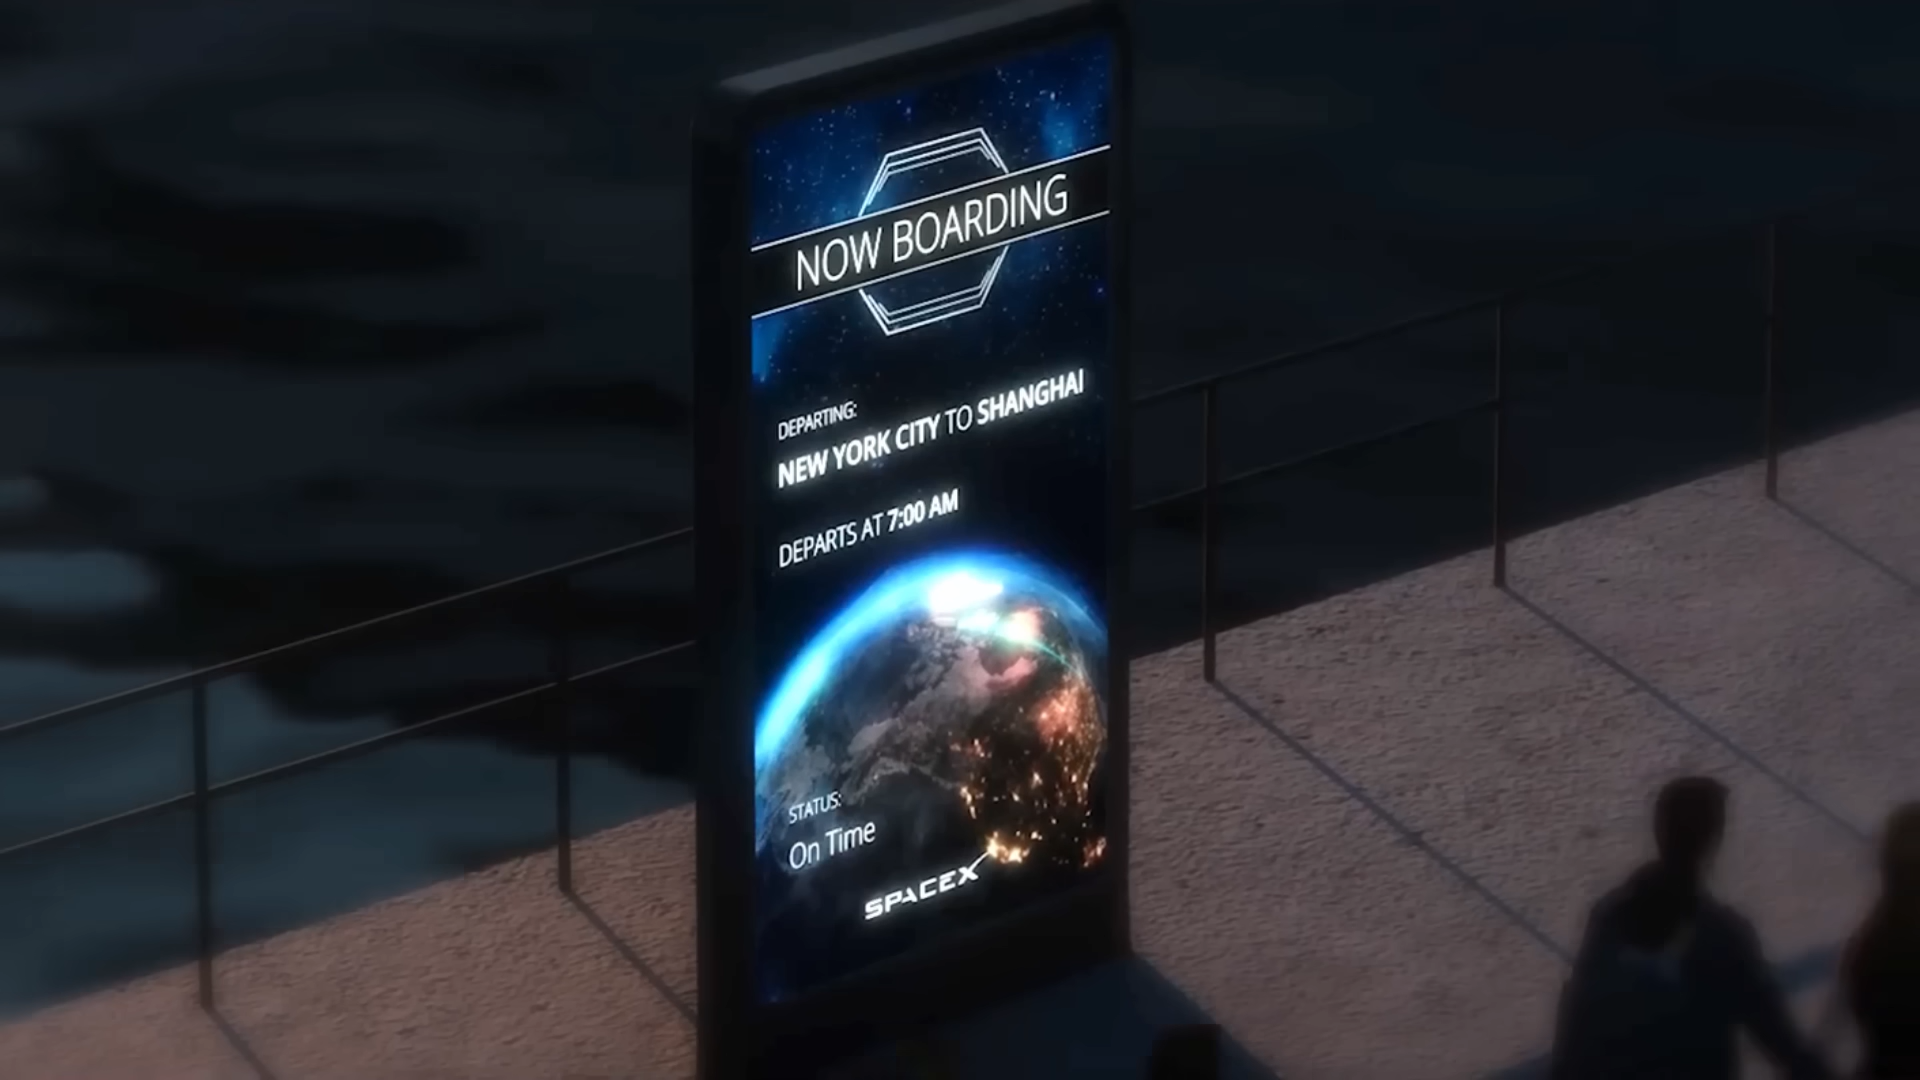 NOW BOARDING
DEPARTING:
NEW YORK CITY TO SHANGHAI
DEPARTS AT 7:00 AM
STATUS:
On Time
SPACEX